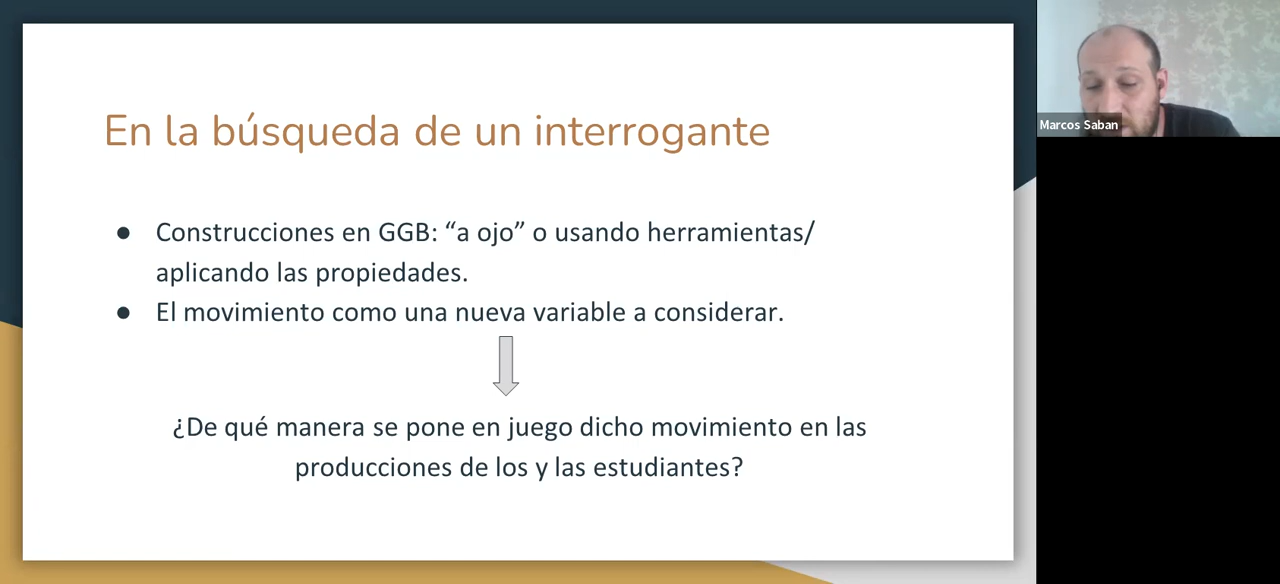 En la búsqueda de un interrogante
● Construcciones en GGB: “a ojo” o usando herramientas/
aplicando las propiedades.
● El movimiento como una nueva variable a considerar.
¿De qué manera se pone en juego dicho movimiento en las
producciones de los y las estudiantes?
Marcos Saban